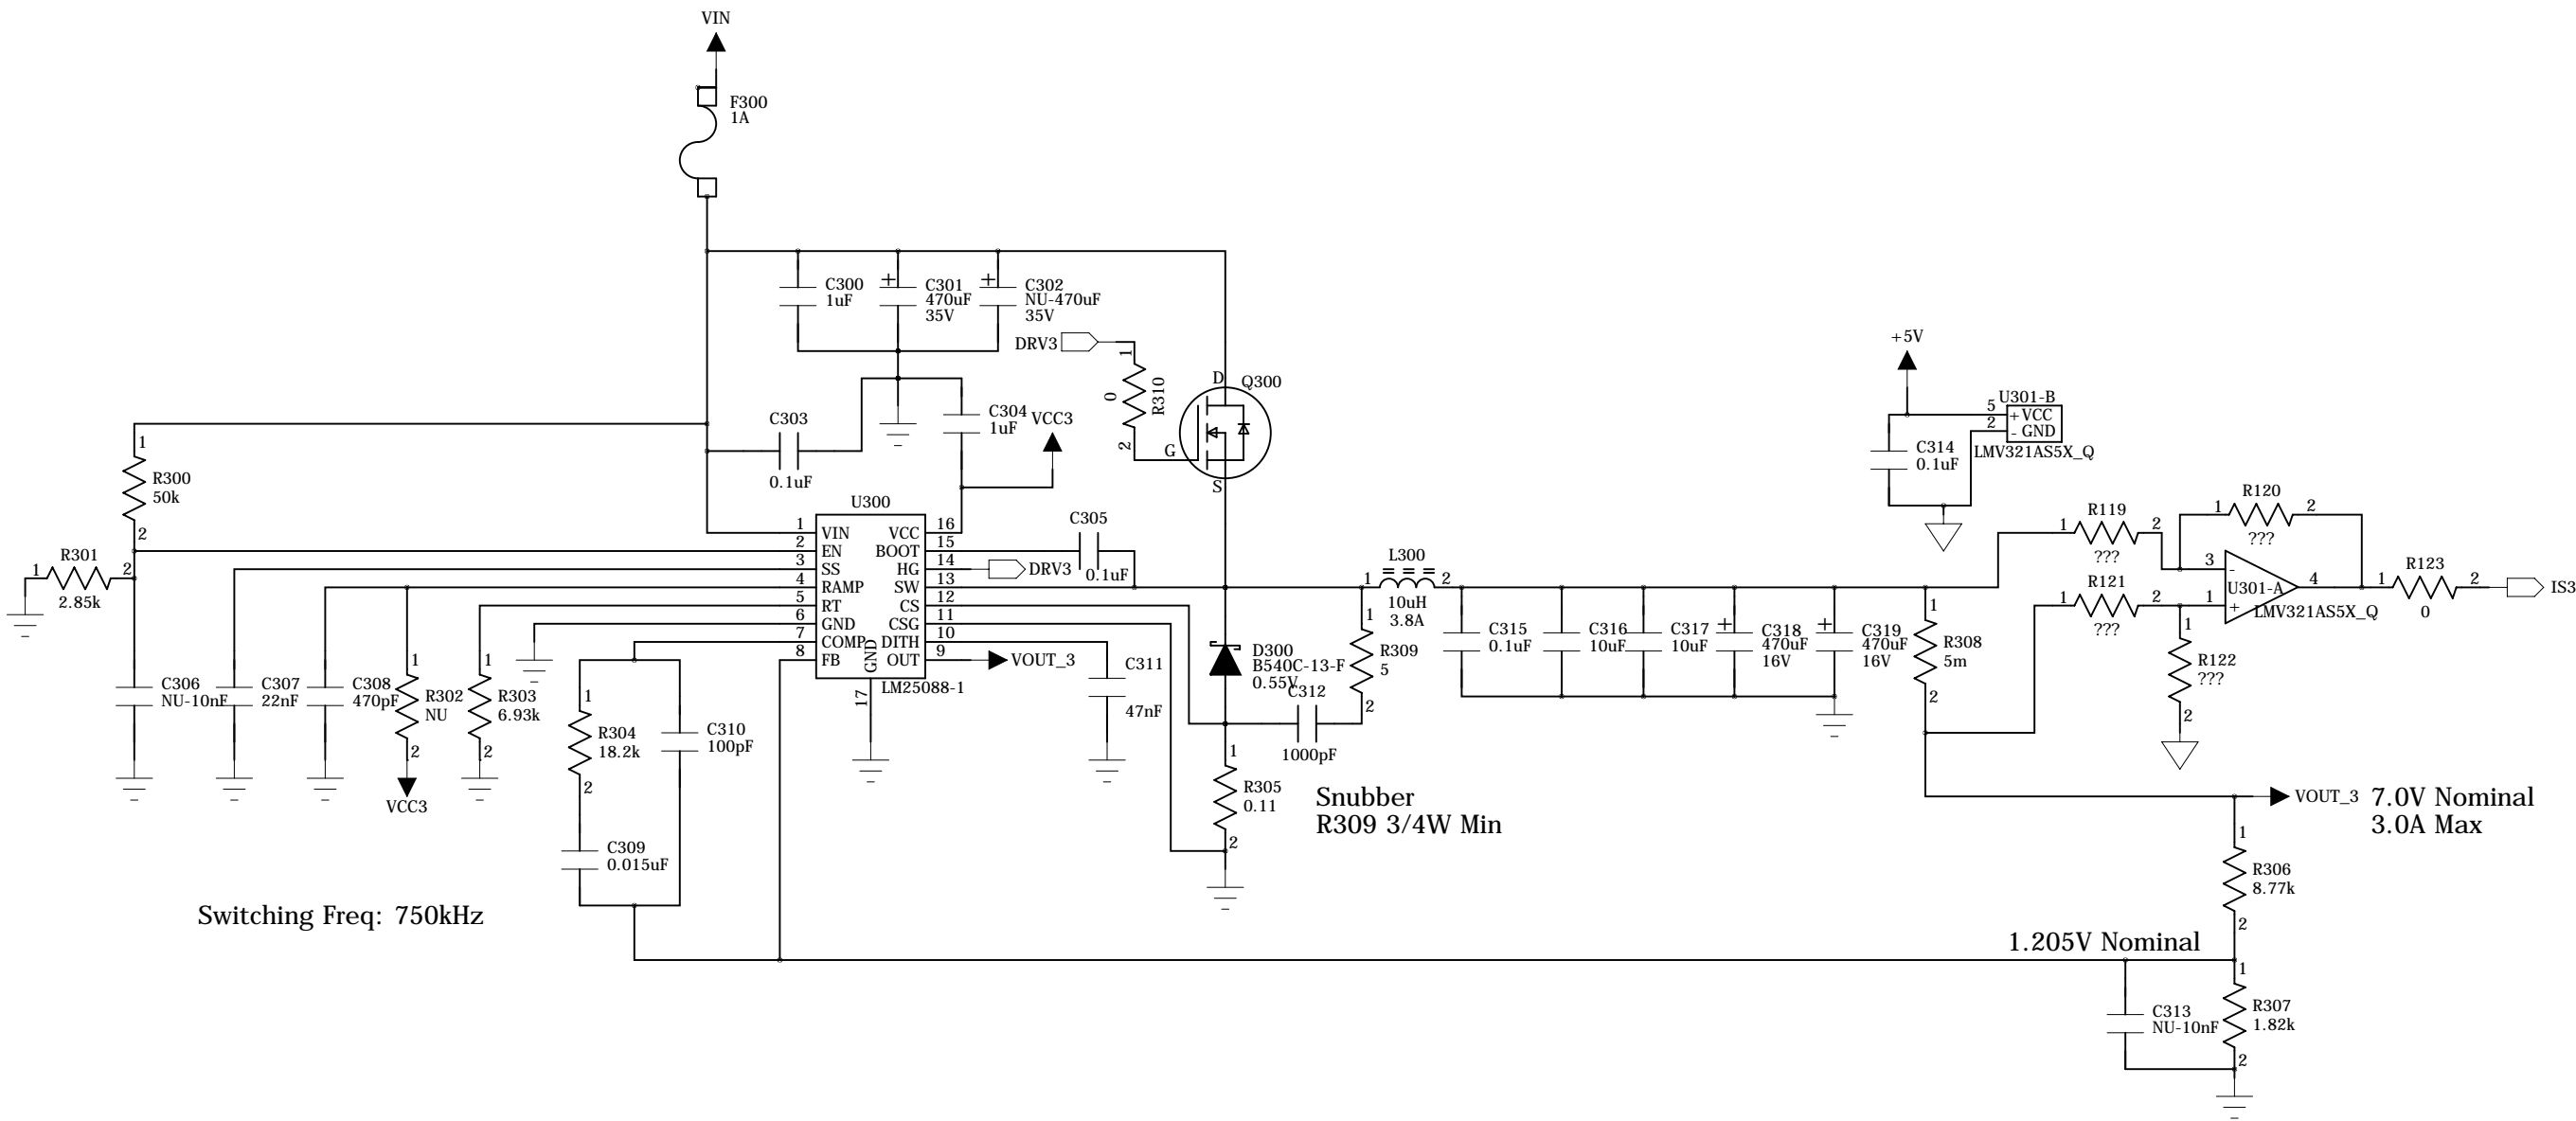 VIN
F300
1A
C300
1uF
C301
470uF
35V
C302
NU-470uF
35V
DRV3
1
0
R310
2
D
Q300
G
S
C303
0.1uF
C304
1uF
VCC3
1
R300
50k
2
R301
1
2
2.85k
U300
1 VIN
2 EN
3 SS
4 RAMP
5 RT
6 GND
7 COMP
8 FB
VCC 16
BOOT 15
HG 14
SW 13
CS 12
CSG 11
DITH 10
OUT 9
GND
17
LM25088-1
DRV3
VOUT_3
C305
0.1uF
C306
NU-10nF
C307
22nF
C308
470pF
1
R302
NU
2
VCC3
1
R303
6.93k
2
1
R304
18.2k
2
C310
100pF
C309
0.015uF
C311
47nF
D300
B540C-13-F
0.55V
C312
1000pF
1
R309
5
2
1
R305
0.11
2
Snubber
R309 3/4W Min
L300
1
2
10uH
3.8A
C315
0.1uF
C316
10uF
C317
10uF
C318
470uF
16V
C319
470uF
16V
1
R308
5m
2
+5V
U301-B
5 +VCC
2 - GND
LMV321AS5X_Q
C314
0.1uF
R119
1
2
???
R120
1
2
???
R121
1
2
???
1
R122
???
2
3
-
1
+
U301-A
4
LMV321AS5X_Q
R123
1
2
0
IS3
VOUT_3
7.0V Nominal
3.0A Max
1
R306
8.77k
2
1.205V Nominal
1
R307
1.82k
2
C313
NU-10nF
Switching Freq: 750kHz